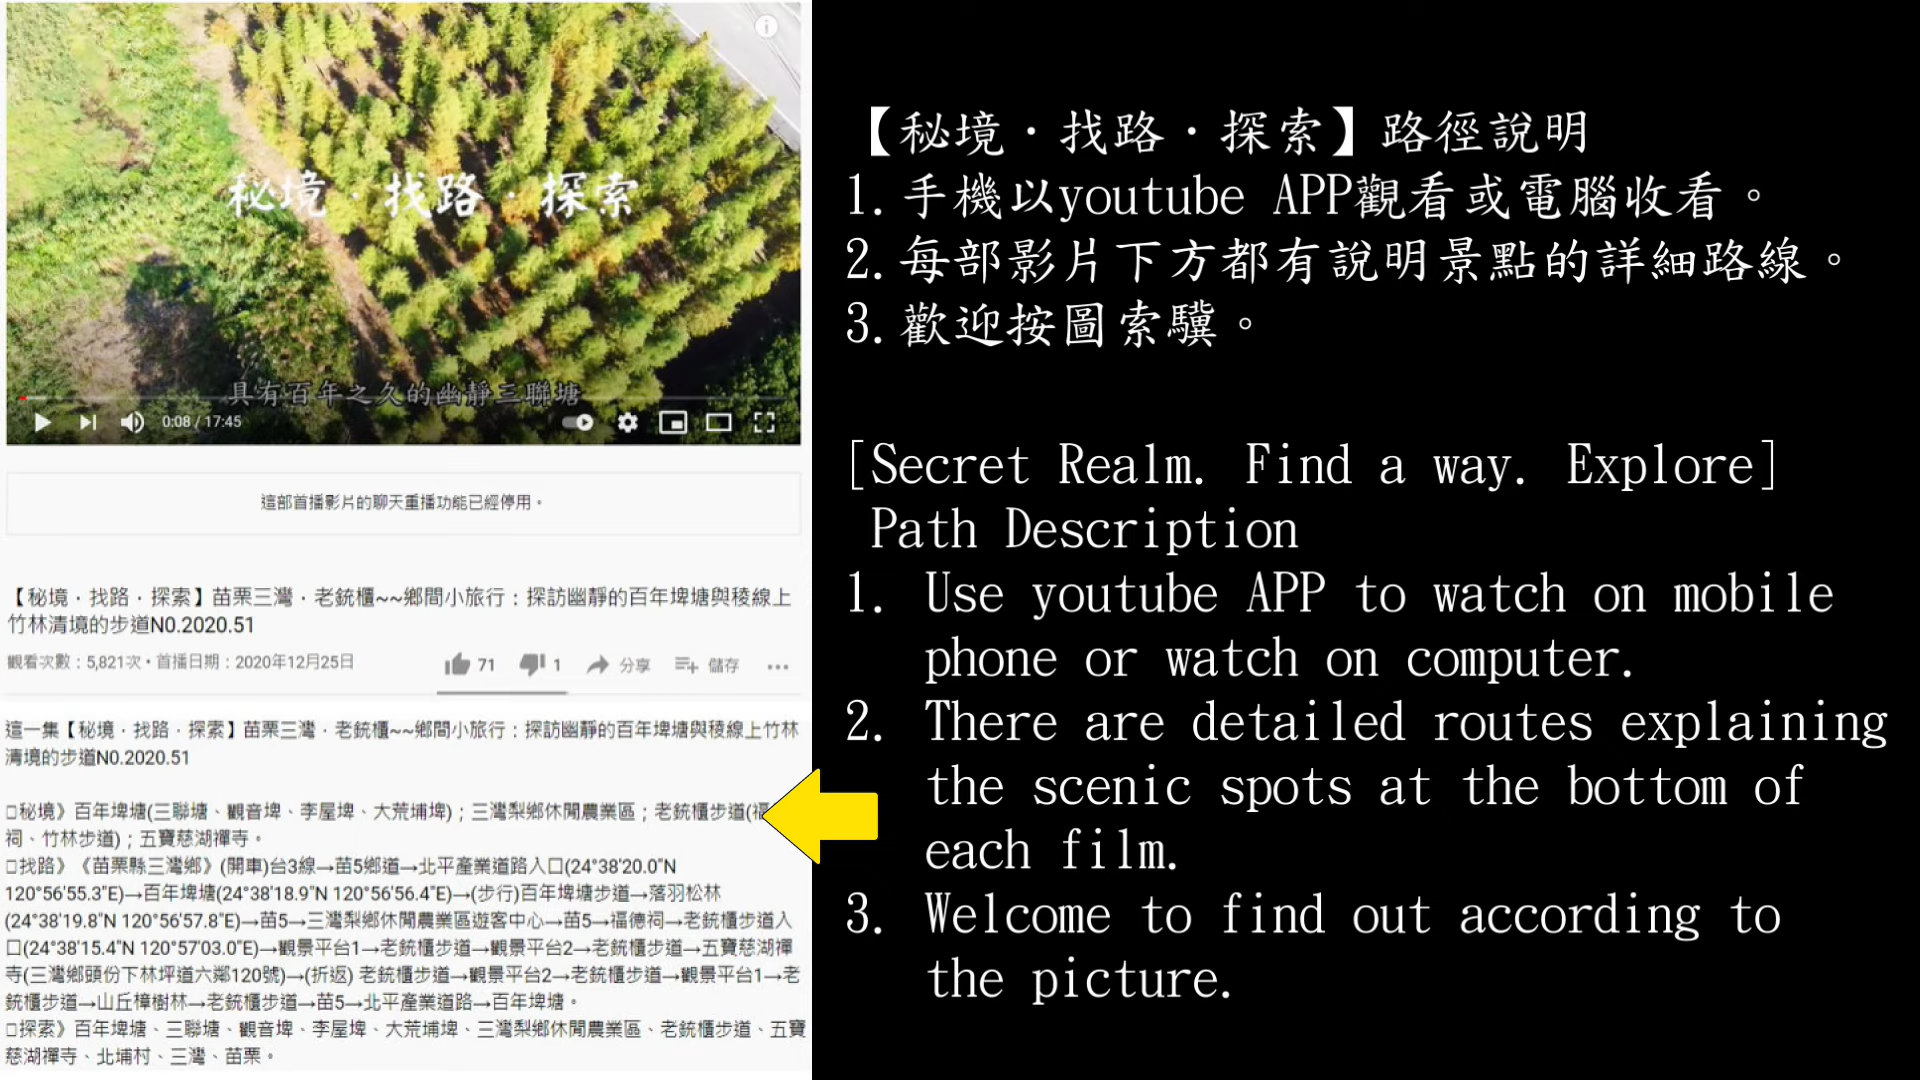 秘境·找路·探索
具有百年之久的幽靜三聯塘
0:08 / 17:45
這部首播影片的聊天重播功能已經停用。
【秘境·找路·探索】苗栗三灣·老銃櫃~~鄉間小旅行：探訪幽靜的百年埤塘與稜線上
竹林清境的步道N0.2020.51
觀看次數：5,821次•首播日期：2020年12月25日
71
1
分享
儲存
這一集【秘境·找路·探索】苗栗三灣·老銃櫃~~鄉間小旅行：探訪幽靜的百年埤塘與稜線上竹林
清境的步道N0.2020.51
□秘境》百年埤塘(三聯塘、觀音埤、李屋埤、大荒埔埤)；三灣梨鄉休閒農業區；老銃櫃步道(福
祠、竹林步道)；五寶慈湖禪寺。
□找路》《苗栗縣三灣鄉》(開車)台3線→苗5鄉道→北平產業道路入口(24°38'20.0"N
120°56'55.3"E)→百年埤塘(24°38'18.9"N 120°56'56.4"E)→(步行)百年埤塘步道→落羽松林
(24°38'19.8"N 120°56'57.8"E)→苗5→三灣梨鄉休閒農業區遊客中心→苗5→福德祠→老銃櫃步道入
口(24°38'15.4"N 120°57'03.0"E)→觀景平台1→老銃櫃步道→觀景平台2→老銃櫃步道→五寶慈湖禪
寺(三灣鄉頭份下林坪道六鄰120號)→(折返) 老銃櫃步道→觀景平台2→老銃櫃步道→觀景平台1→老
銃櫃步道→山丘樟樹林→老銃櫃步道→苗5→北平產業道路→百年埤塘。
□探索》百年埤塘、三聯塘、觀音埤、李屋埤、大荒埔埤、三灣梨鄉休閒農業區、老銃櫃步道、五寶
慈湖禪寺、北埔村、三灣、苗栗。
【秘境·找路·探索】路徑說明
1.手機以youtube APP觀看或電腦收看。
2.每部影片下方都有說明景點的詳細路線。
3.歡迎按圖索驥。
[Secret Realm. Find a way. Explore]
Path Description
1. Use youtube APP to watch on mobile
phone or watch on computer.
2. There are detailed routes explaining
the scenic spots at the bottom of
each film.
3. Welcome to find out according to
the picture.